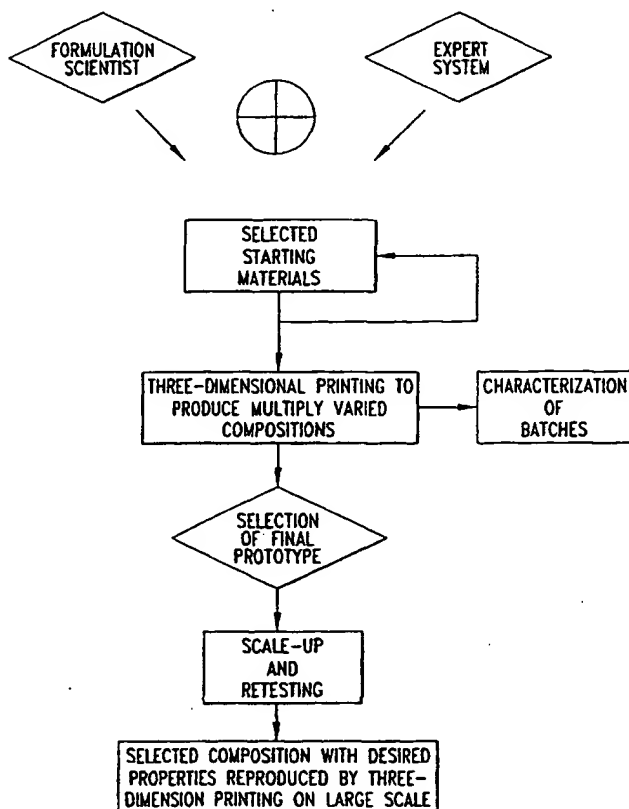 FORMULATION
SCIENTIST
EXPERT
SYSTEM
SELECTED
STARTING
MATERIALS
THREE-DIMENSIONAL PRINTING TO
PRODUCE MULTIPLY VARIED
COMPOSITIONS
CHARACTERIZATION
OF
BATCHES
SELECTION
OF FINAL
PROTOTYPE
SCALE-UP
AND
RETESTING
SELECTED COMPOSITION WITH DESIRED
PROPERTIES REPRODUCED BY THREE-
DIMENSION PRINTING ON LARGE SCALE